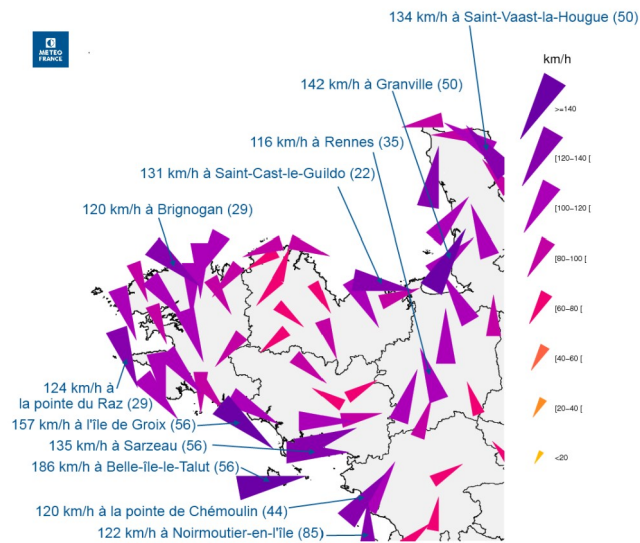 134 km/h à Saint-Vaast-la-Hougue (50)
METEO
FRANCE
km/h
142 km/h à Granville (50)
>=140
116 km/h à Rennes (35)
[120–140 [
131 km/h à Saint-Cast-le-Guildo (22)
120 km/h à Brignogan (29)
[100–120 [
[80–100 [
[60–80 [
[40–60 [
124 km/h à
la pointe du Raz (29)
[20–40 [
157 km/h à l'île de Groix (56)
135 km/h à Sarzeau (56)
<20
186 km/h à Belle-île-le-Talut (56)
120 km/h à la pointe de Chémoulin (44)
122 km/h à Noirmoutier-en-l'île (85)